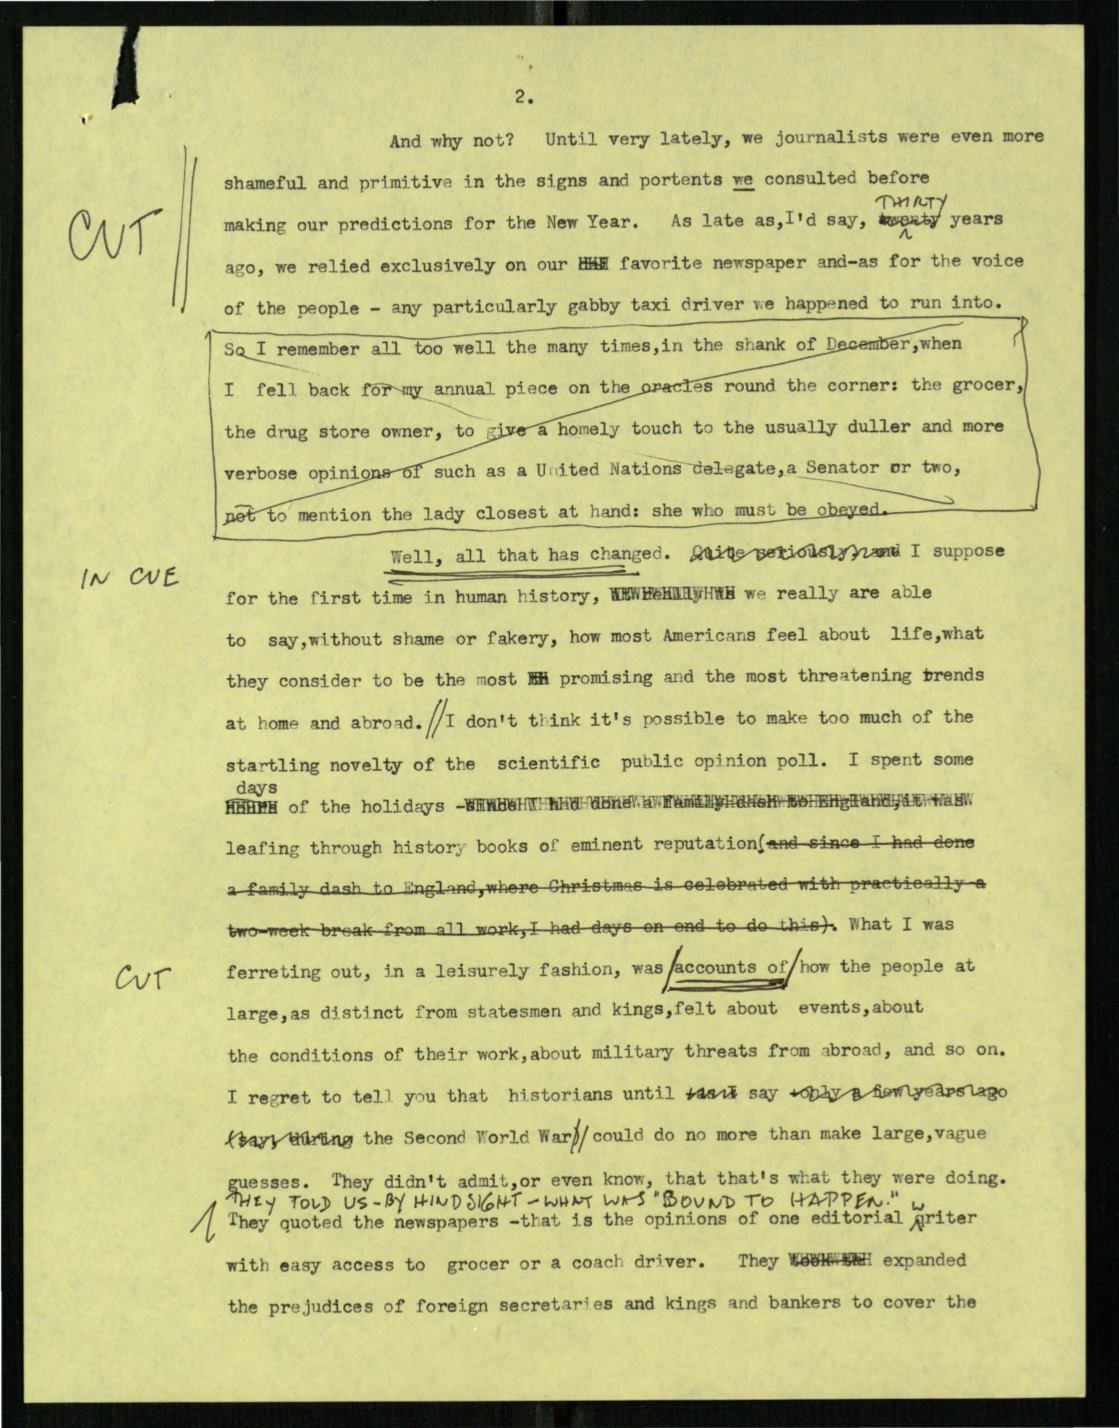 2.
And why not? Until very lately, we journalists were even more
shameful and primitive in the signs and portents we consulted before
THIRTY
making our predictions for the New Year. As late as,I'd say, twenty years
CUT
ago, we relied exclusively on our favorite newspaper and-as for the voice
of the people - any particularly gabby taxi driver we happened to run into.
So I remember all too well the many times,in the shank of December,when
I fell back for my annual piece on the oracles round the corner: the grocer,
the drug store owner, to give a homely touch to the usually duller and more
verbose opinions of such as a United Nations delegate,a Senator or two,
not to mention the lady closest at hand: she who must be obeyed.
Well, all that has changed. Quite seriously, and I suppose
IN CUE
for the first time in human history, we really are able
to say,without shame or fakery, how most Americans feel about life,what
they consider to be the most promising and the most threatening trends
at home and abroad.//I don't think it's possible to make too much of the
startling novelty of the scientific public opinion poll. I spent some
days
of the holidays -since I had done a family dash to England,it was
leafing through history books of eminent reputation(and since I had done
a family dash to England,where Christmas is celebrated with practically a
two-week break from all work,I had days on end to do this). What I was
ferreting out, in a leisurely fashion, was/accounts of/how the people at
CUT
large,as distinct from statesmen and kings,felt about events,about
the conditions of their work,about military threats from abroad, and so on.
I regret to tell you that historians until say -only a few years ago
(say, during the Second World War)// could do no more than make large,vague
guesses. They didn't admit,or even know, that that's what they were doing.
THEY TOLD US-BY HINDSIGHT-WHAT WAS "BOUND TO HAPPEN." w
They quoted the newspapers -that is the opinions of one editorial writer
with easy access to grocer or a coach driver. They expanded
the prejudices of foreign secretaries and kings and bankers to cover the